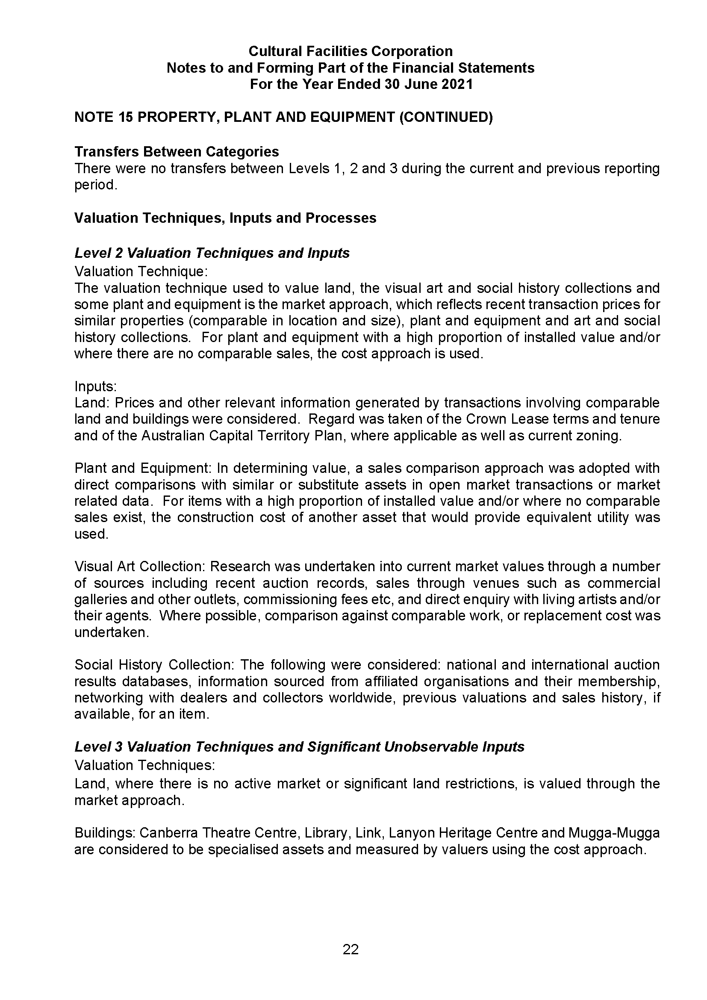 Cultural Facilities Corporation
Notes to and Forming Part of the Financial Statements
For the Year Ended 30 June 2021
NOTE 15 PROPERTY, PLANT AND EQUIPMENT (CONTINUED)
Transfers Between Categories
There were no transfers between Levels 1, 2 and 3 during the current and previous reporting
period.
Valuation Techniques, Inputs and Processes
Level 2 Valuation Techniques and Inputs
Valuation Technique:
The valuation technique used to value land, the visual art and social history collections and
some plant and equipment is the market approach, which reflects recent transaction prices for
similar properties (comparable in location and size), plant and equipment and art and social
history collections.  For plant and equipment with a high proportion of installed value and/or
where there are no comparable sales, the cost approach is used.
Inputs:
Land: Prices and other relevant information generated by transactions involving comparable
land and buildings were considered.  Regard was taken of the Crown Lease terms and tenure
and of the Australian Capital Territory Plan, where applicable as well as current zoning.
Plant and Equipment: In determining value, a sales comparison approach was adopted with
direct comparisons with similar or substitute assets in open market transactions or market
related data.  For items with a high proportion of installed value and/or where no comparable
sales exist, the construction cost of another asset that would provide equivalent utility was
used.
Visual Art Collection: Research was undertaken into current market values through a number
of sources including recent auction records, sales through venues such as commercial
galleries and other outlets, commissioning fees etc, and direct enquiry with living artists and/or
their agents.  Where possible, comparison against comparable work, or replacement cost was
undertaken.
Social History Collection: The following were considered: national and international auction
results databases, information sourced from affiliated organisations and their membership,
networking with dealers and collectors worldwide, previous valuations and sales history, if
available, for an item.
Level 3 Valuation Techniques and Significant Unobservable Inputs
Valuation Techniques:
Land, where there is no active market or significant land restrictions, is valued through the
market approach.
Buildings: Canberra Theatre Centre, Library, Link, Lanyon Heritage Centre and Mugga-Mugga
are considered to be specialised assets and measured by valuers using the cost approach.
22